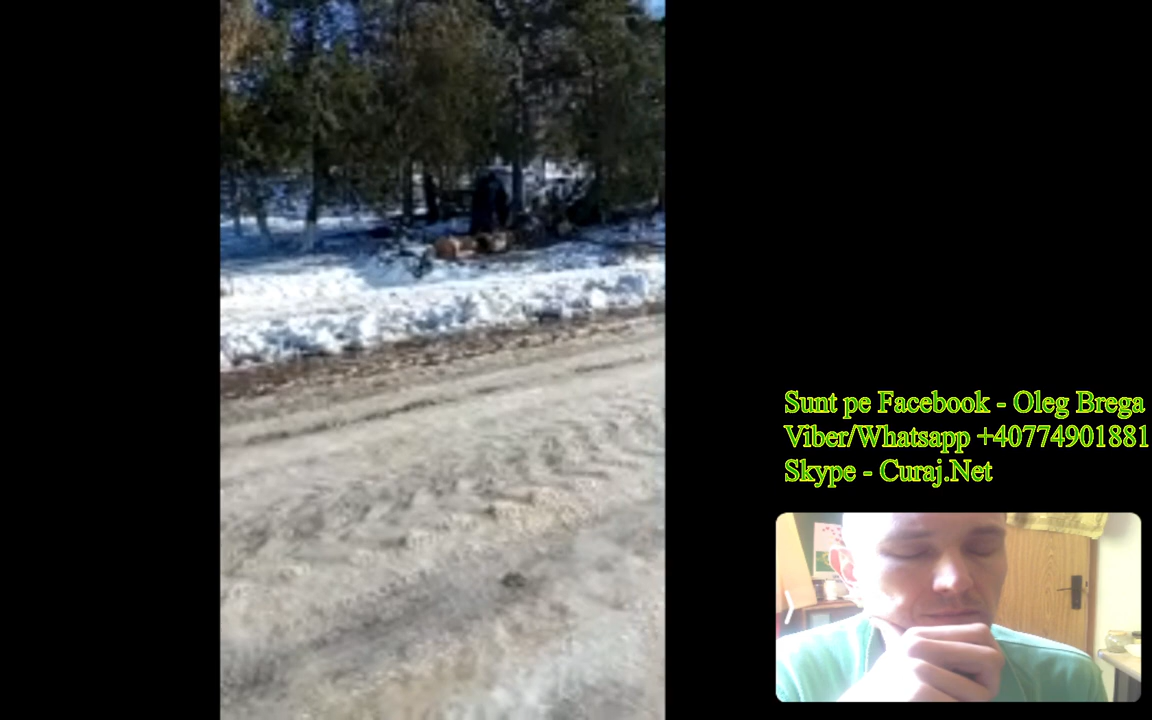 Sunt pe Facebook - Oleg Brega
Viber/Whatsapp +40774901881
Skype - Curaj.Net